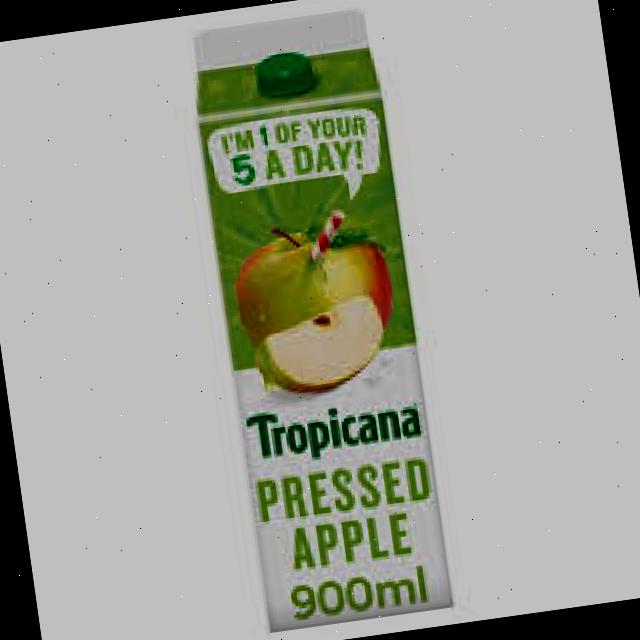 I'M 1 OF YOUR
5 A DAY!
Tropicana
PRESSED
APPLE
900ml